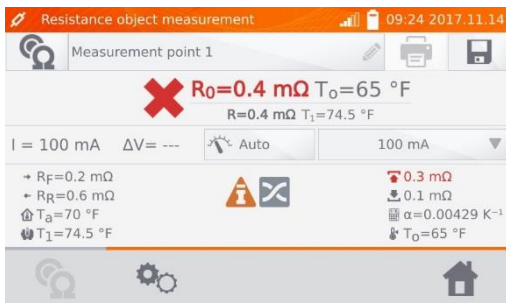 Resistance object measurement 09:24 2017.11.14
Measurement point 1
R0=0.4 mΩ To=65 °F
R=0.4 mΩ T1=74.5 °F
I = 100 mA ΔV= --- Auto 100 mA
RF=0.2 mΩ 0.3 mΩ
RR=0.6 mΩ 0.1 mΩ
Ta=70 °F α=0.00429 K⁻¹
T1=74.5 °F To=65 °F